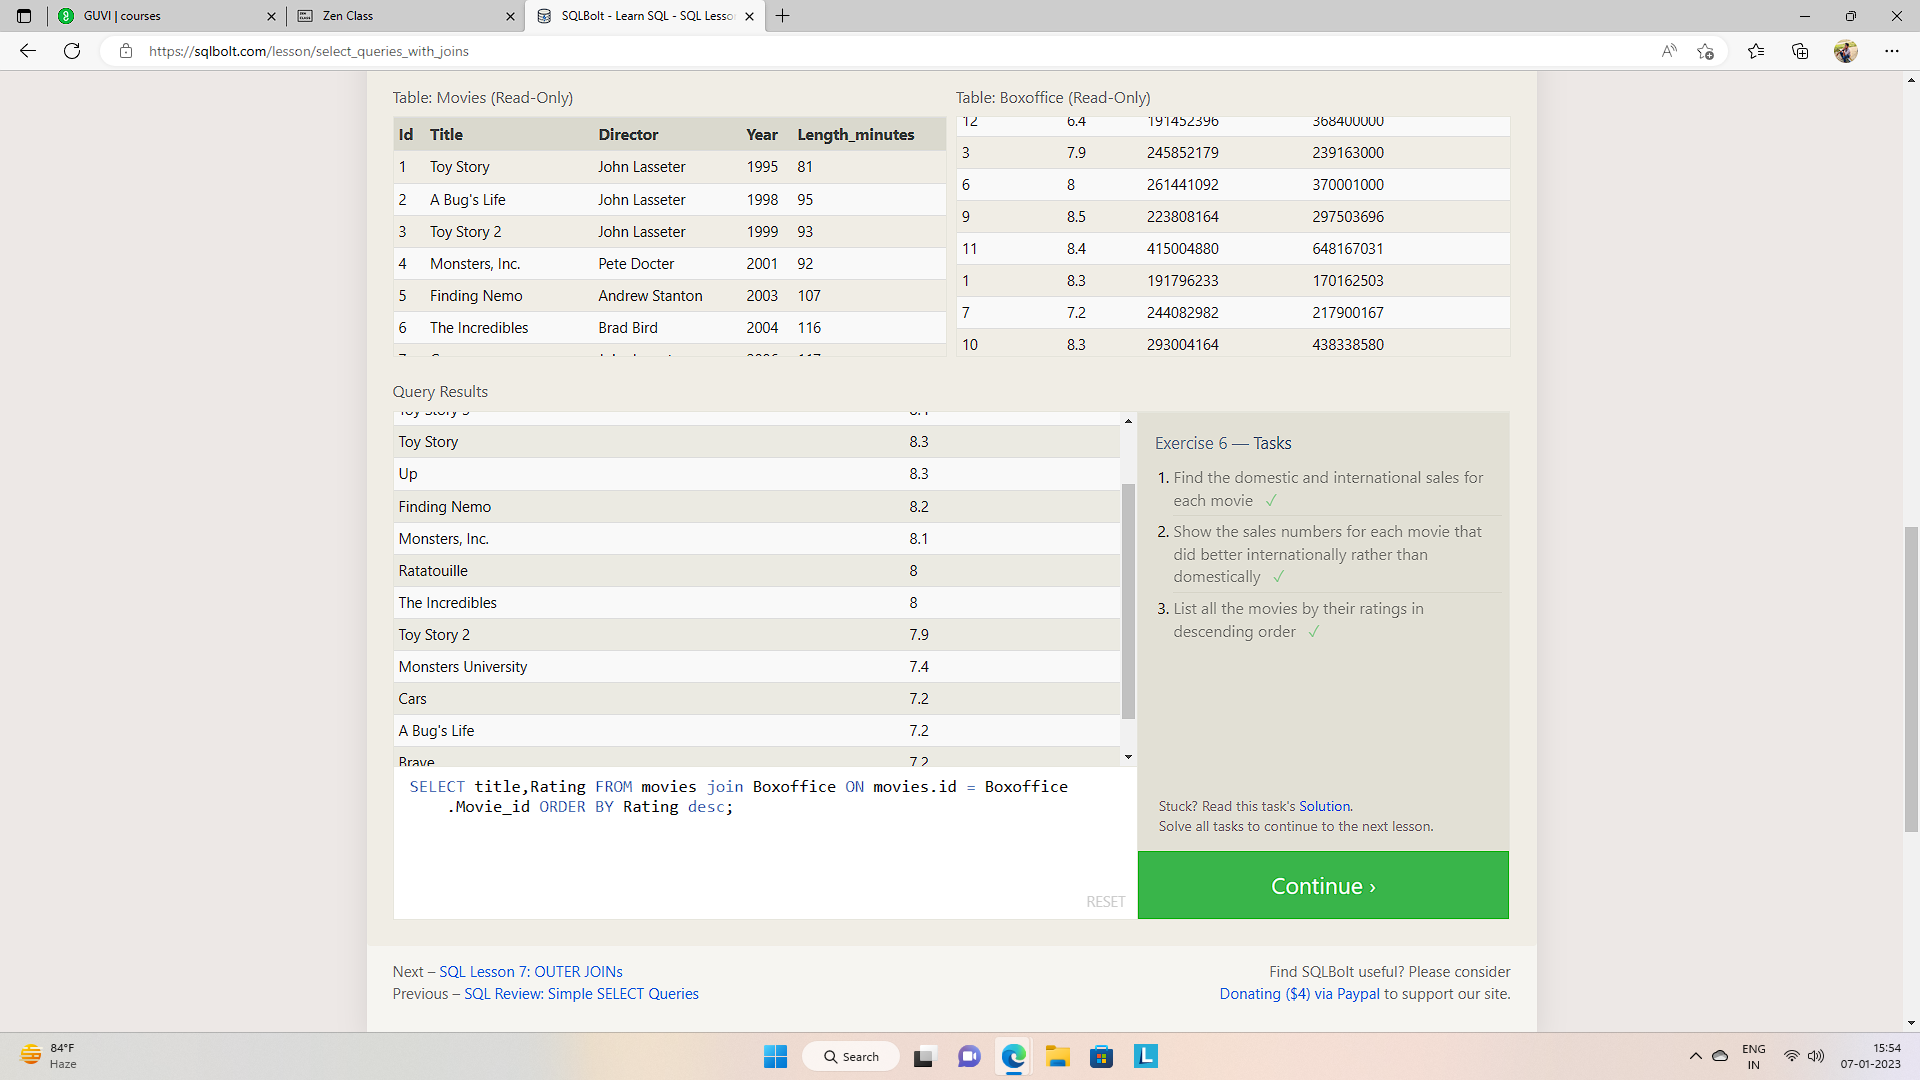 GUVI | courses
Zen Class
SQLBolt - Learn SQL - SQL Lesso
https://sqlbolt.com/lesson/select_queries_with_joins
Table: Movies (Read-Only)
Id Title Director Year Length_minutes
1 Toy Story John Lasseter 1995 81
2 A Bug's Life John Lasseter 1998 95
3 Toy Story 2 John Lasseter 1999 93
4 Monsters, Inc. Pete Docter 2001 92
5 Finding Nemo Andrew Stanton 2003 107
6 The Incredibles Brad Bird 2004 116
Table: Boxoffice (Read-Only)
12 6.4 191452396 368400000
3 7.9 245852179 239163000
6 8 261441092 370001000
9 8.5 223808164 297503696
11 8.4 415004880 648167031
1 8.3 191796233 170162503
7 7.2 244082982 217900167
10 8.3 293004164 438338580
Query Results
Toy Story 8.3
Up 8.3
Finding Nemo 8.2
Monsters, Inc. 8.1
Ratatouille 8
The Incredibles 8
Toy Story 2 7.9
Monsters University 7.4
Cars 7.2
A Bug's Life 7.2
Brave 7.2
SELECT title,Rating FROM movies join Boxoffice ON movies.id = Boxoffice
.Movie_id ORDER BY Rating desc;
RESET
Exercise 6 — Tasks
1. Find the domestic and international sales for
each movie ✓
2. Show the sales numbers for each movie that
did better internationally rather than
domestically ✓
3. List all the movies by their ratings in
descending order ✓
Stuck? Read this task's Solution.
Solve all tasks to continue to the next lesson.
Continue ›
Next – SQL Lesson 7: OUTER JOINs
Previous – SQL Review: Simple SELECT Queries
Find SQLBolt useful? Please consider
Donating ($4) via Paypal to support our site.
84°F
Haze
Search
ENG
IN
15:54
07-01-2023